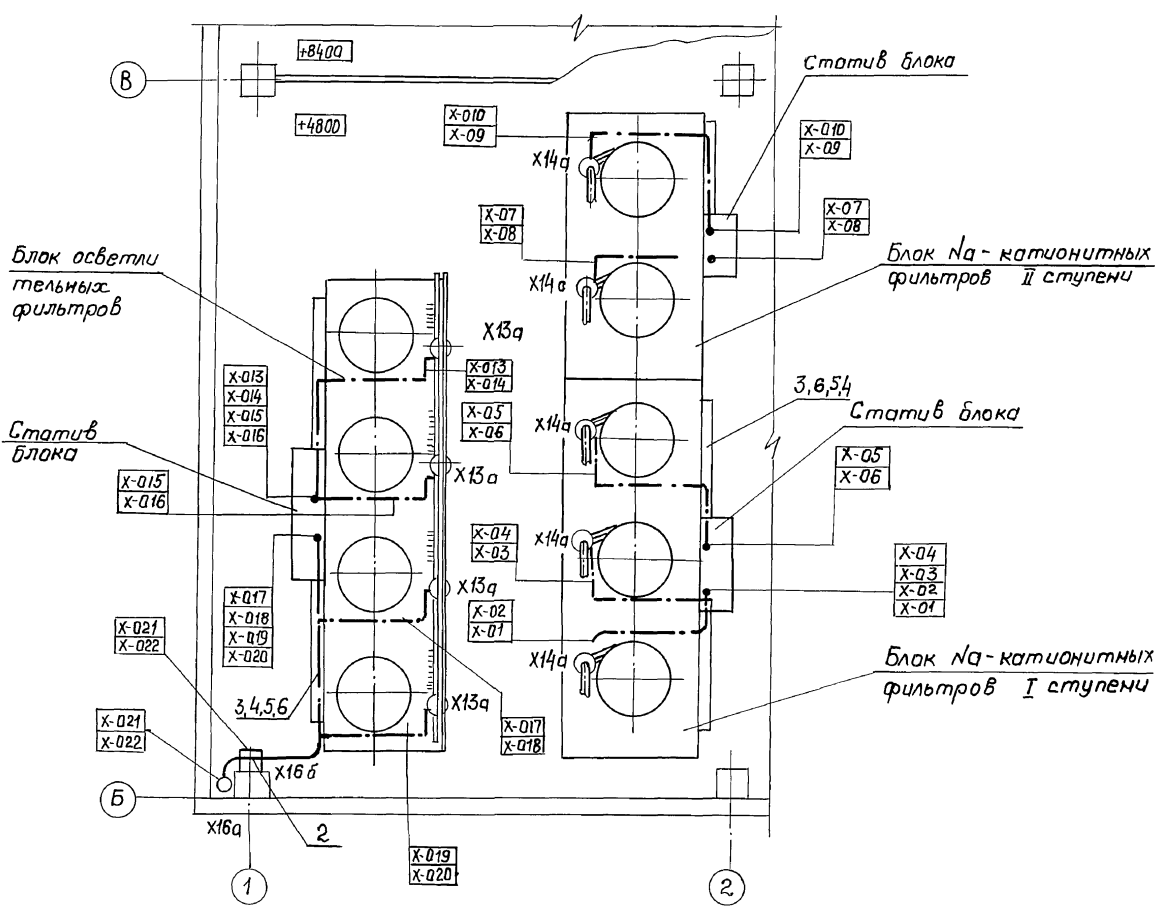 +8400
В
Статив блока
+4800
X-010
X-09
X-010
X-09
X14а
X-07
X-08
X-07
X-08
Блок осветли
тельных
фильтров
Блок Na-катионитных
фильтров II ступени
X14а
X13а
X-013
X-014
X-013
X-014
X-015
X-016
3,6,5,4
Статив блока
X-05
X-06
X14а
Статив
блока
X-015
X-016
X13а
X-05
X-06
X-04
X-03
X14а
X-04
X-03
X-02
X-01
X-017
X-018
X-019
X-020
X13а
X-02
X-01
X-021
X-022
X14а
Блок Na-катионитных
фильтров I ступени
3,4,5,6
X13а
X-021
X-022
X-017
X-018
X16б
Б
X16а
2
X-019
X-020
1
2